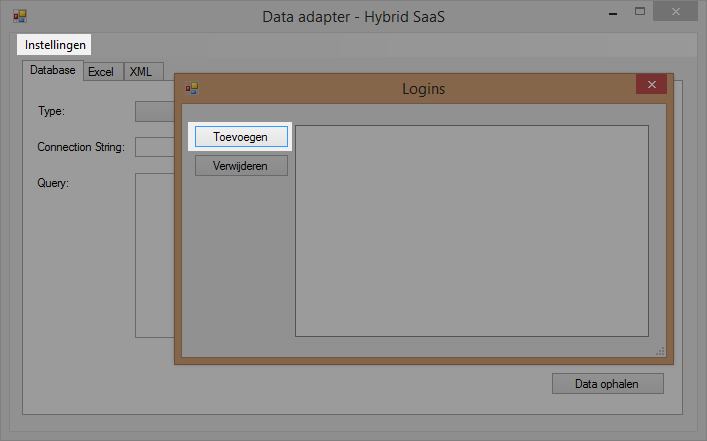 Data adapter - Hybrid SaaS
Instellingen
Database Excel XML
Logins
Type:
Toevoegen
Connection String:
Verwijderen
Query:
Data ophalen